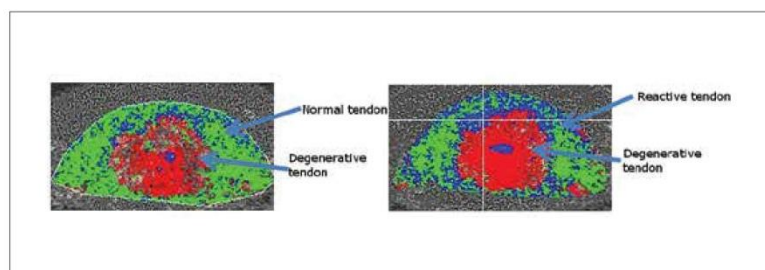 Normal tendon
Degenerative
tendon
Reactive tendon
Degenerative
tendon